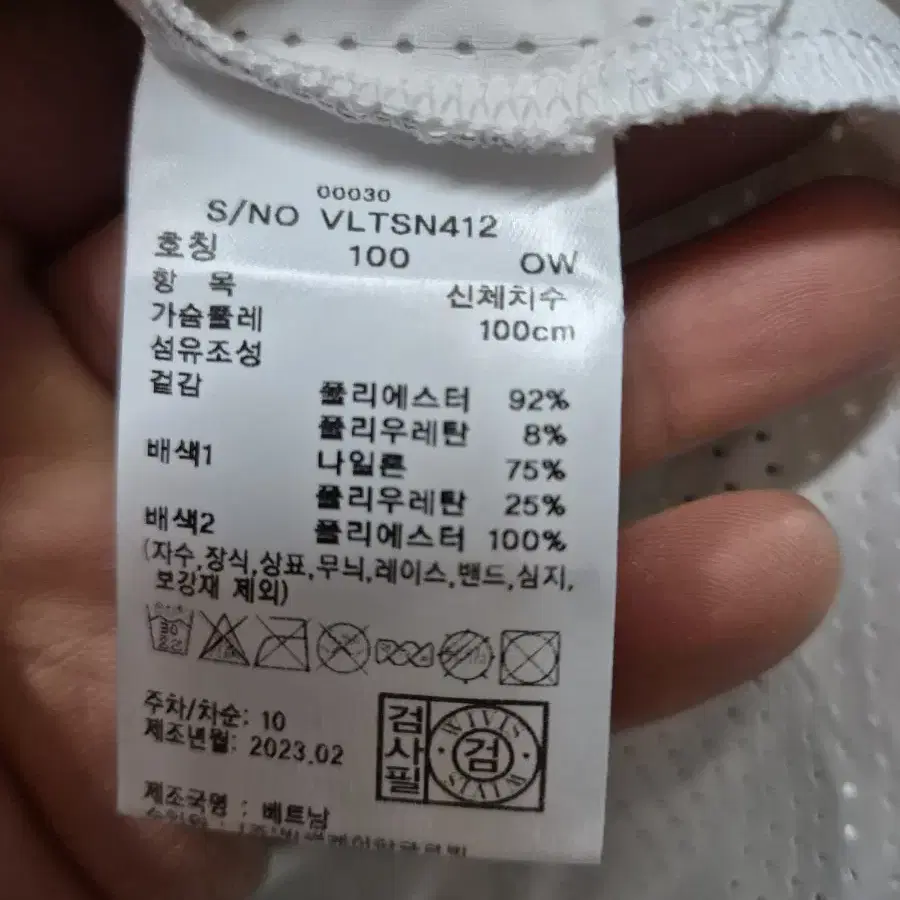 00030
S/NO VLTSN412
호칭 100 OW
항 목 신체치수
가슴둘레 100cm
섬유조성
겉감 폴리에스터 92%
폴리우레탄 8%
배색1 나일론 75%
폴리우레탄 25%
배색2 폴리에스터 100%
(자수,장식,상표,무늬,레이스,밴드,심지,
보강재 제외)
30
주차/차순: 10
제조년월: 2023.02
검사필
WIVIS
검
WIVIS
제조국명 : 베트남